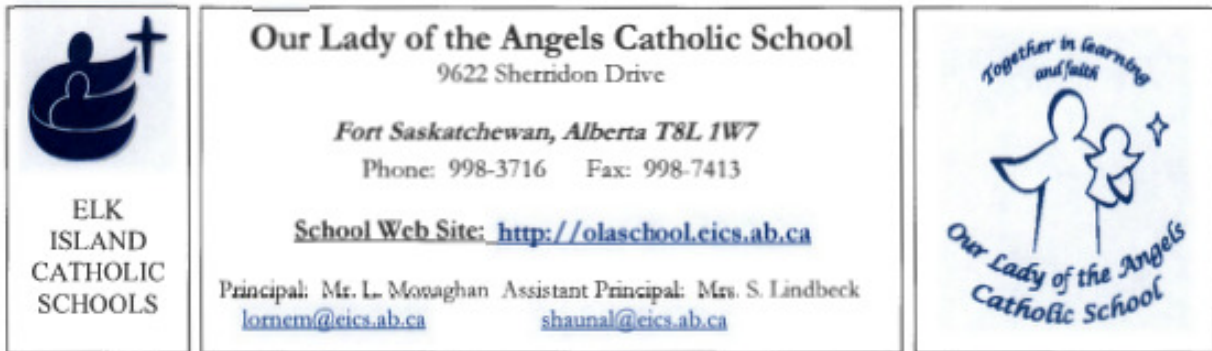 ELK
ISLAND
CATHOLIC
SCHOOLS
Our Lady of the Angels Catholic School
9622 Sherridon Drive
Fort Saskatchewan, Alberta T8L 1W7
Phone: 998-3716 Fax: 998-7413
School Web Site: http://olaschool.eics.ab.ca
Principal: Mr. L. Monaghan Assistant Principal: Mrs. S. Lindbeck
lornem@eics.ab.ca shaunal@eics.ab.ca
Together in learning
and faith
Our Lady of the Angels
Catholic School